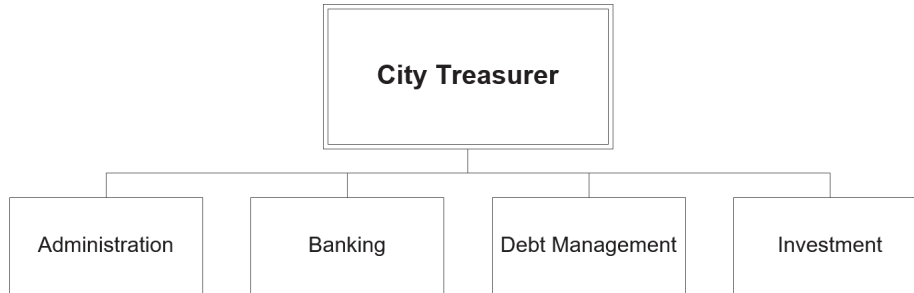 City Treasurer
Administration
Banking
Debt Management
Investment